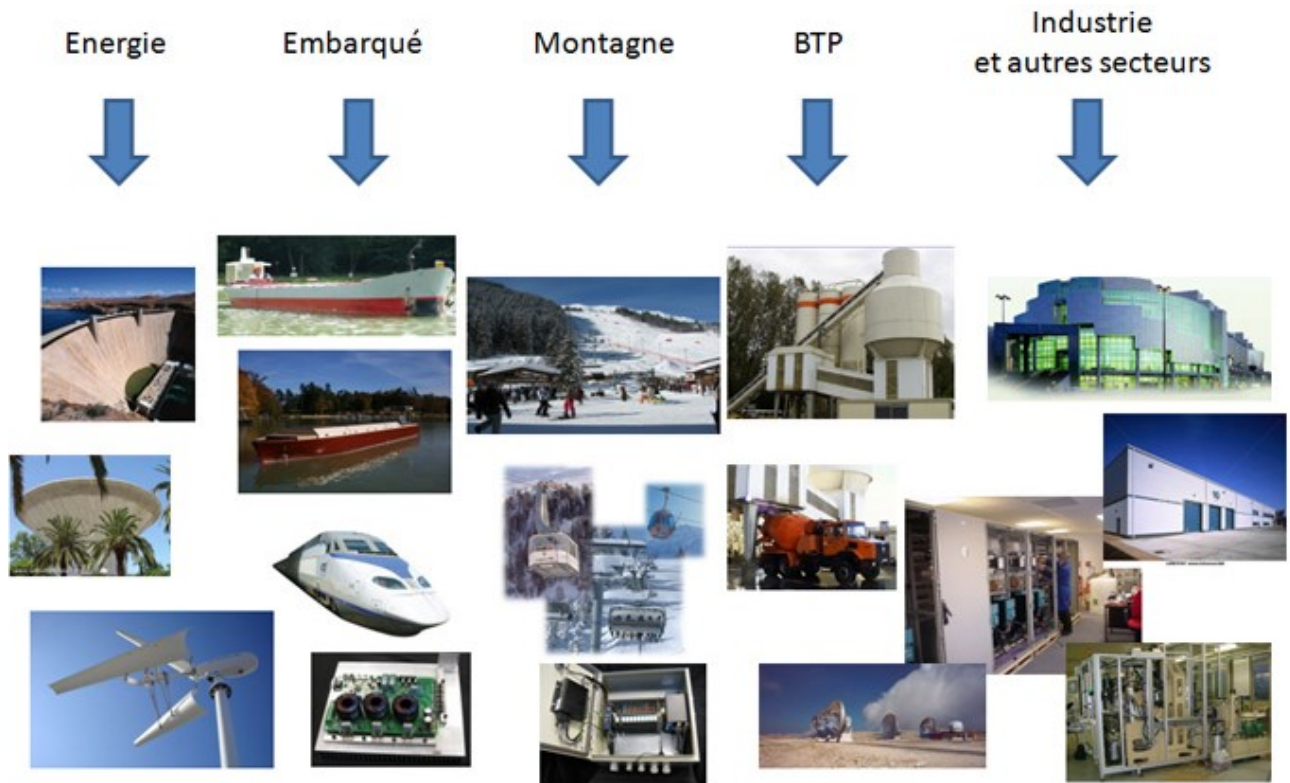 Energie
Embarqué
Montagne
BTP
Industrie
et autres secteurs